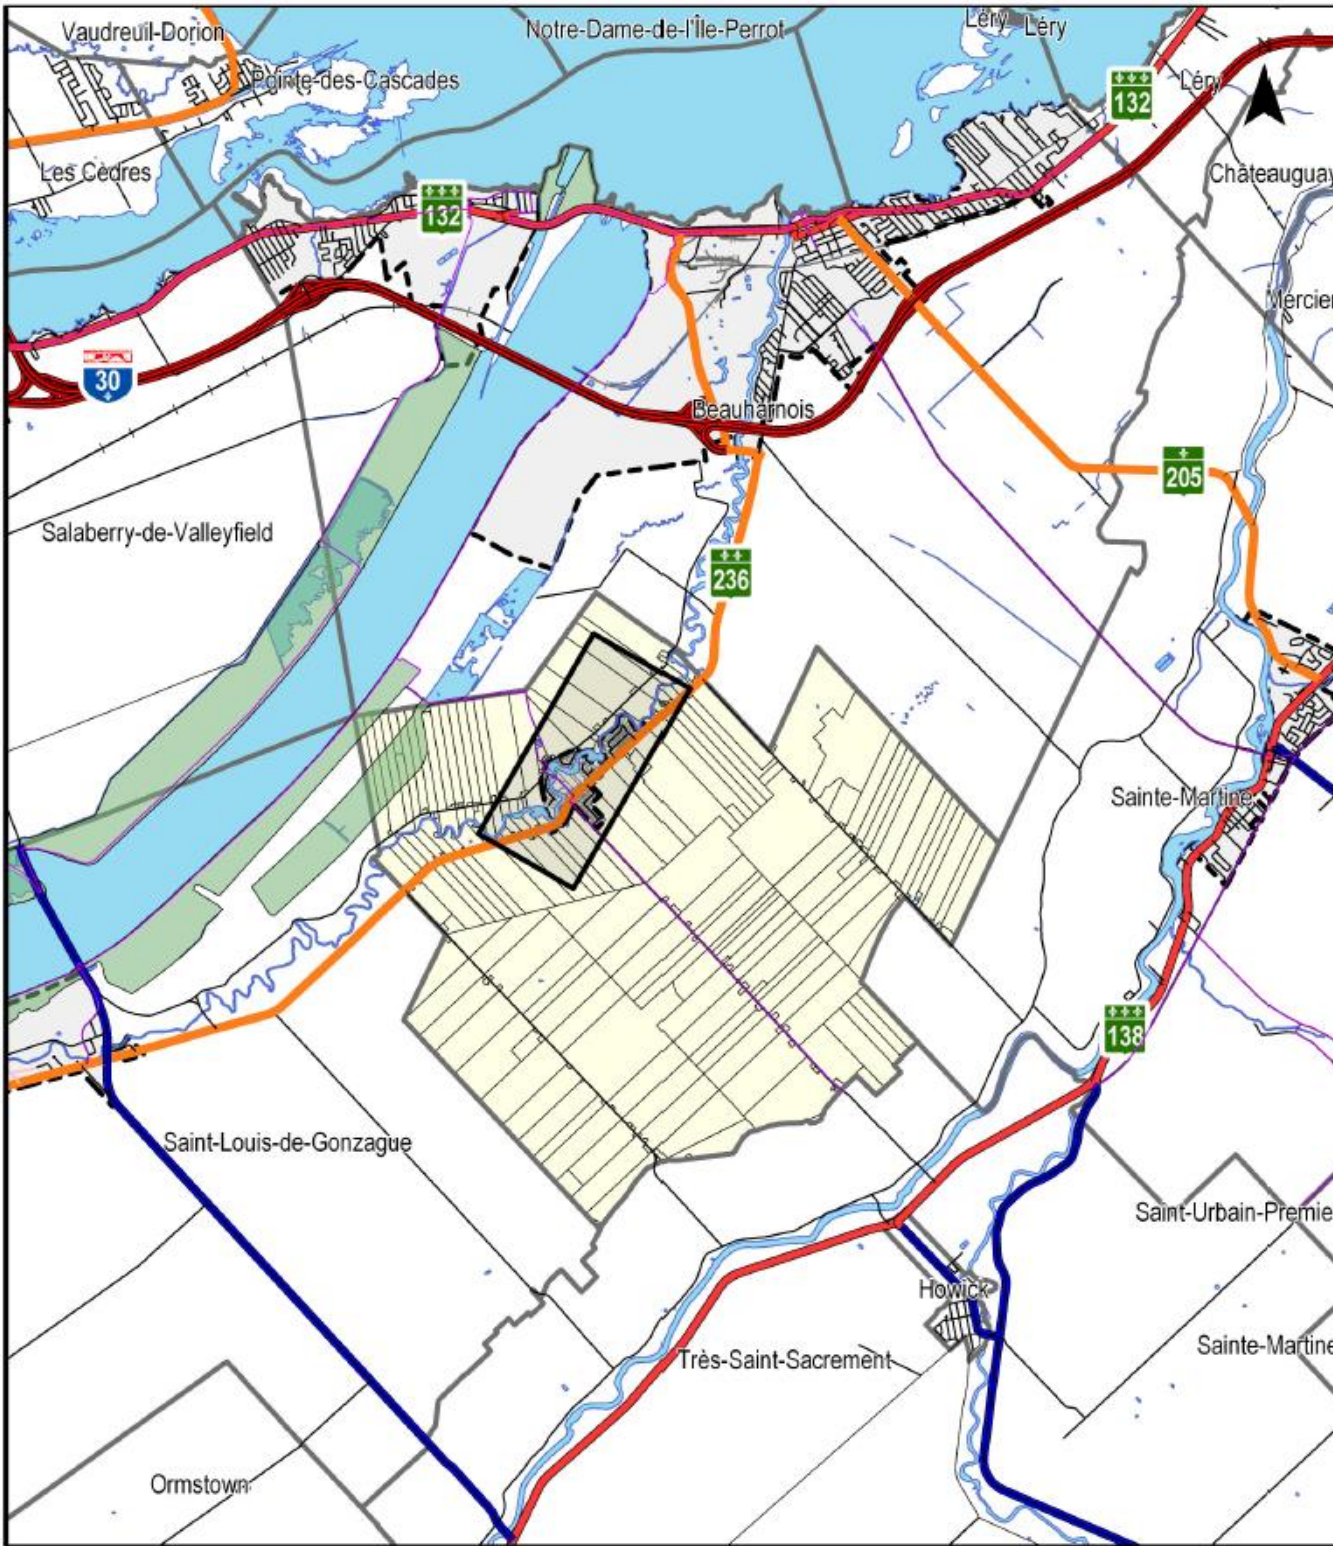 Vaudreuil-Dorion
Notre-Dame-de-l'Île-Perrot
Léry
Léry
Pointe-des-Cascades
Léry
132
Les Cèdres
Châteauguay
132
Mercier
30
Beauharnois
205
Salaberry-de-Valleyfield
236
Sainte-Martine
138
Saint-Louis-de-Gonzague
Saint-Urbain-Premie
Howick
Sainte-Martine
Très-Saint-Sacrement
Ormstown